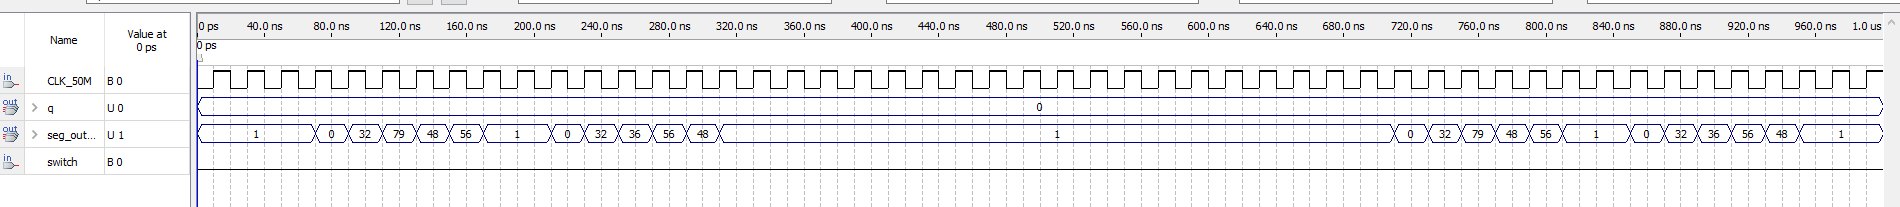 Name
Value at
0 ps
0 ps 40.0 ns 80.0 ns 120.0 ns 160.0 ns 200.0 ns 240.0 ns 280.0 ns 320.0 ns 360.0 ns 400.0 ns 440.0 ns 480.0 ns 520.0 ns 560.0 ns 600.0 ns 640.0 ns 680.0 ns 720.0 ns 760.0 ns 800.0 ns 840.0 ns 880.0 ns 920.0 ns 960.0 ns 1.0 us
0 ps
in CLK_50M B 0
out q U 0 0
out seg_out... U 1 1 0 32 79 48 56 1 0 32 36 56 48 1 0 32 79 48 56 1 0 32 36 56 48 1
in switch B 0